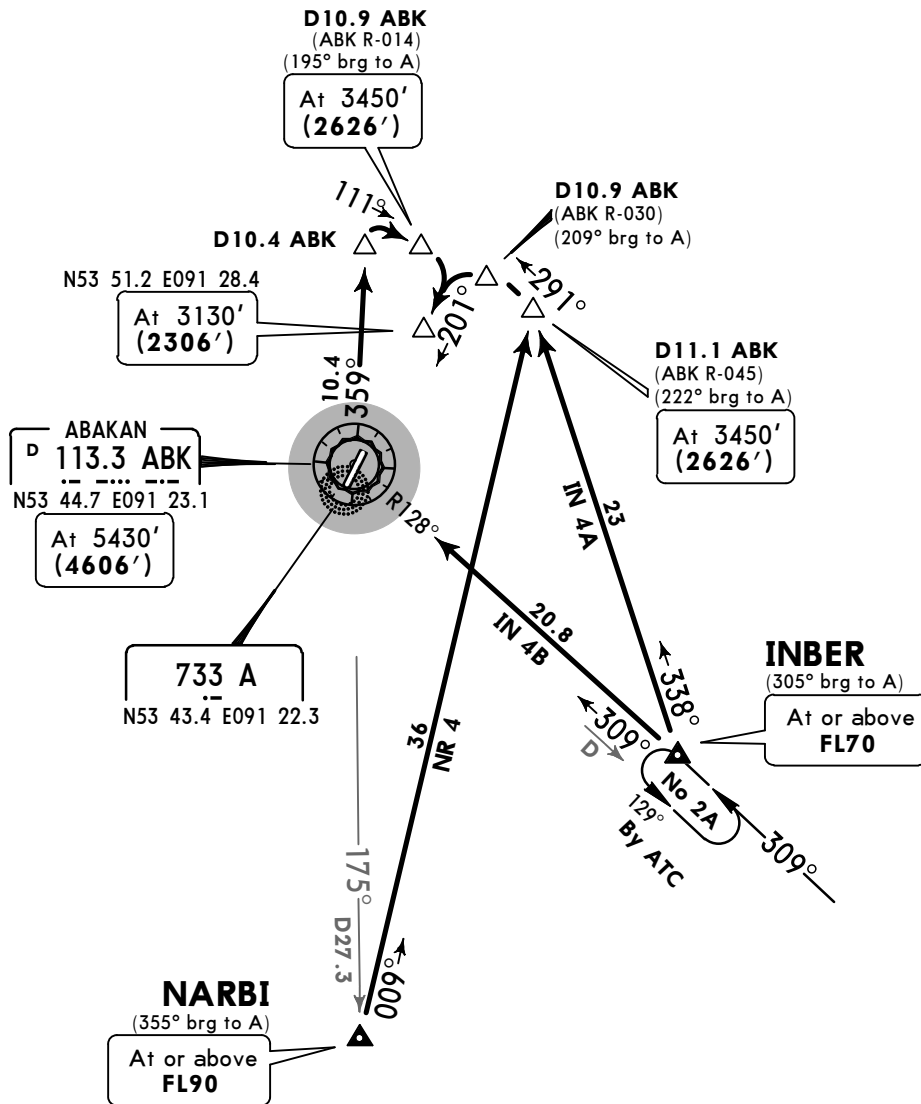 D10.9 ABK
(ABK R-014)
(195° brg to A)
At 3450'
(2626')
111°
D10.4 ABK
D10.9 ABK
(ABK R-030)
(209° brg to A)
N53 51.2 E091 28.4
At 3130'
(2306')
201°
291°
D11.1 ABK
(ABK R-045)
(222° brg to A)
At 3450'
(2626')
10.4
359°
ABAKAN
D 113.3 ABK
N53 44.7 E091 23.1
At 5430'
(4606')
R128°
23
IN 4A
20.8
IN 4B
733 A
N53 43.4 E091 22.3
36
NR 4
338°
309°
D
INBER
(305° brg to A)
At or above
FL70
No 2A
129°
By ATC
309°
175°
D27.3
009°
NARBI
(355° brg to A)
At or above
FL90